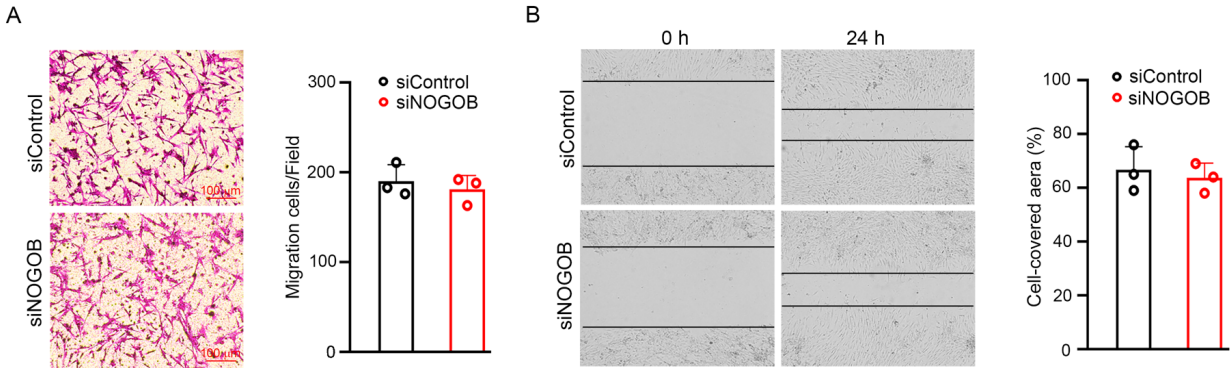 A
B
siControl
siNOGOB
100 μm
100 μm
Migration cells/Field
300
200
100
0
siControl
siNOGOB
0 h
24 h
siControl
siNOGOB
Cell-covered aera (%)
100
80
60
40
20
0
siControl
siNOGOB